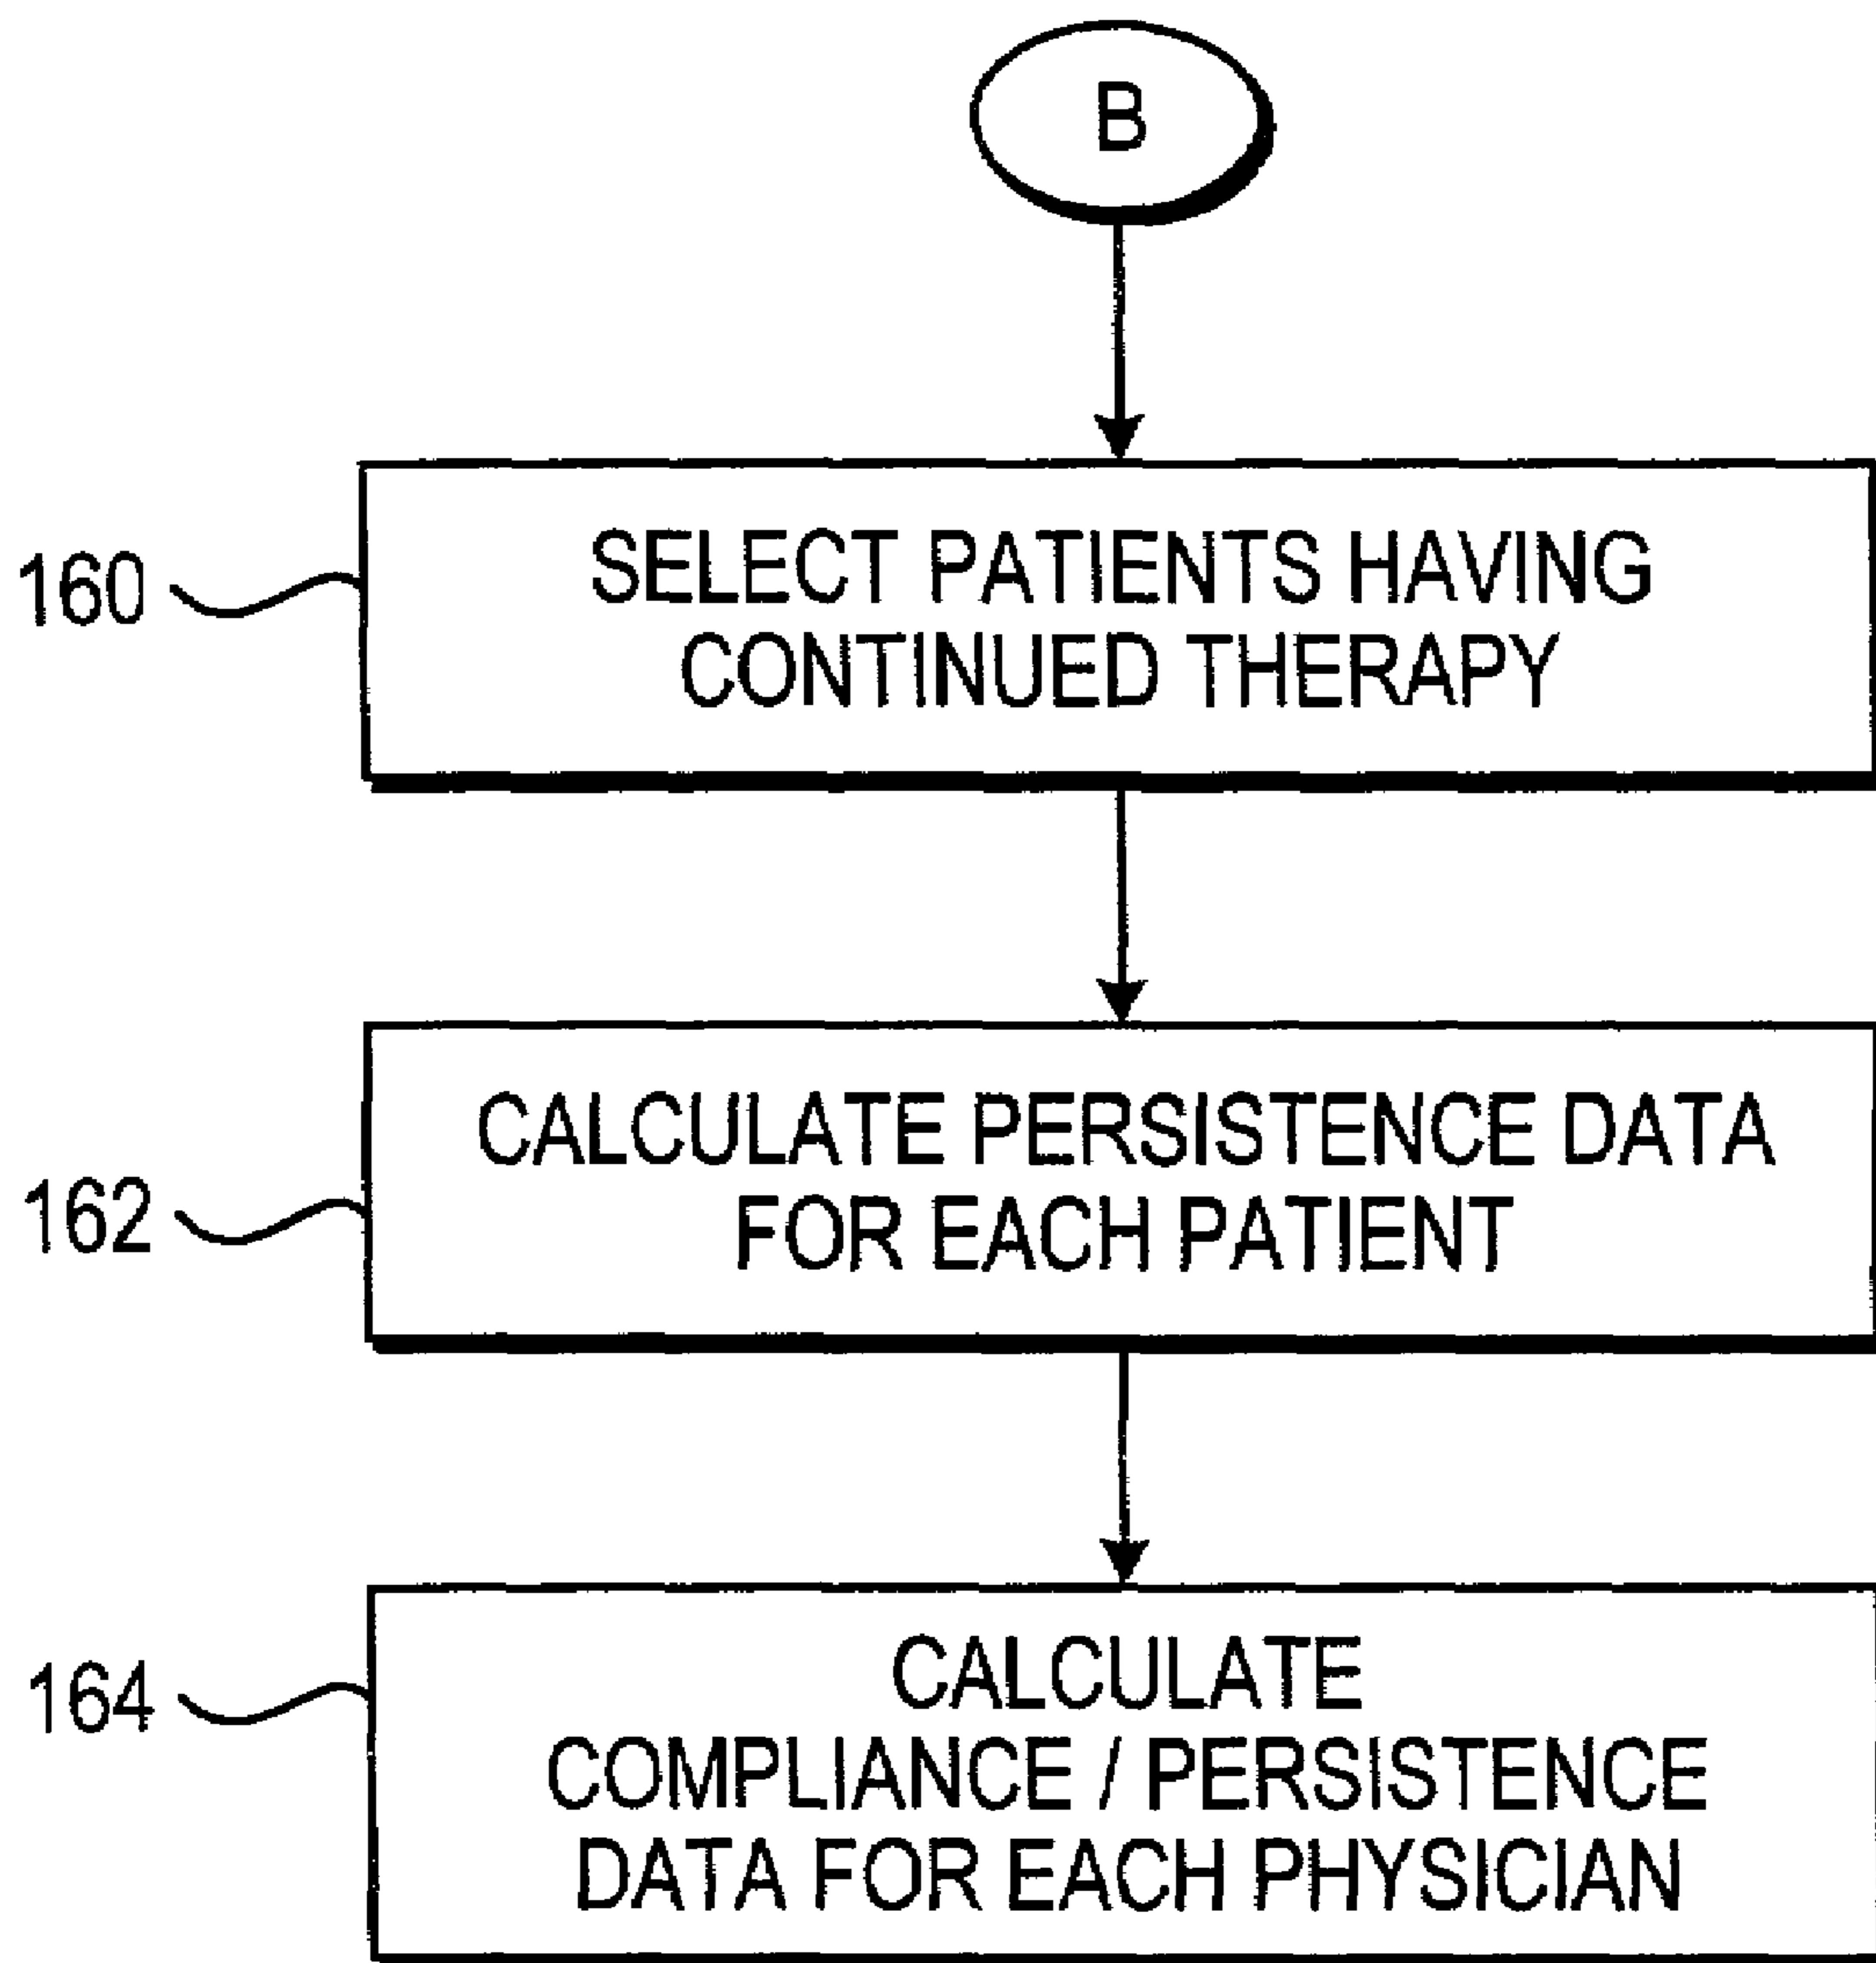 B
160
SELECT PATIENTS HAVING
CONTINUED THERAPY
162
CALCULATE PERSISTENCE DATA
FOR EACH PATIENT
164
CALCULATE
COMPLIANCE / PERSISTENCE
DATA FOR EACH PHYSICIAN